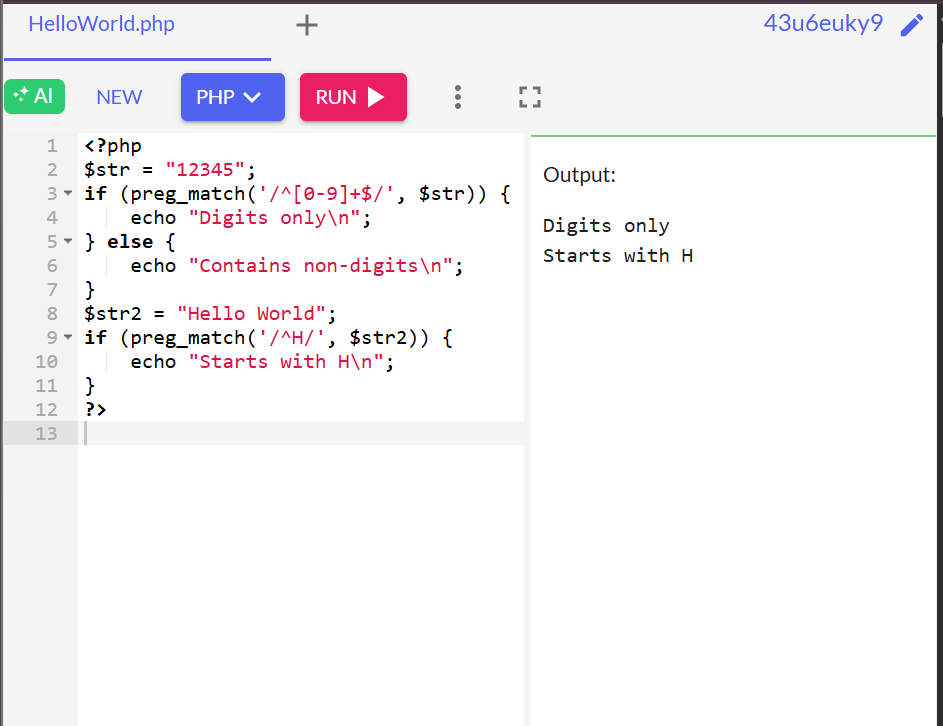 HelloWorld.php
43u6euky9
AI NEW PHP RUN
1 <?php
2 $str = "12345";
3 if (preg_match('/^[0-9]+$/', $str)) {
4     echo "Digits only\n";
5 } else {
6     echo "Contains non-digits\n";
7 }
8 $str2 = "Hello World";
9 if (preg_match('/^H/', $str2)) {
10     echo "Starts with H\n";
11 }
12 ?>
13
Output:
Digits only
Starts with H